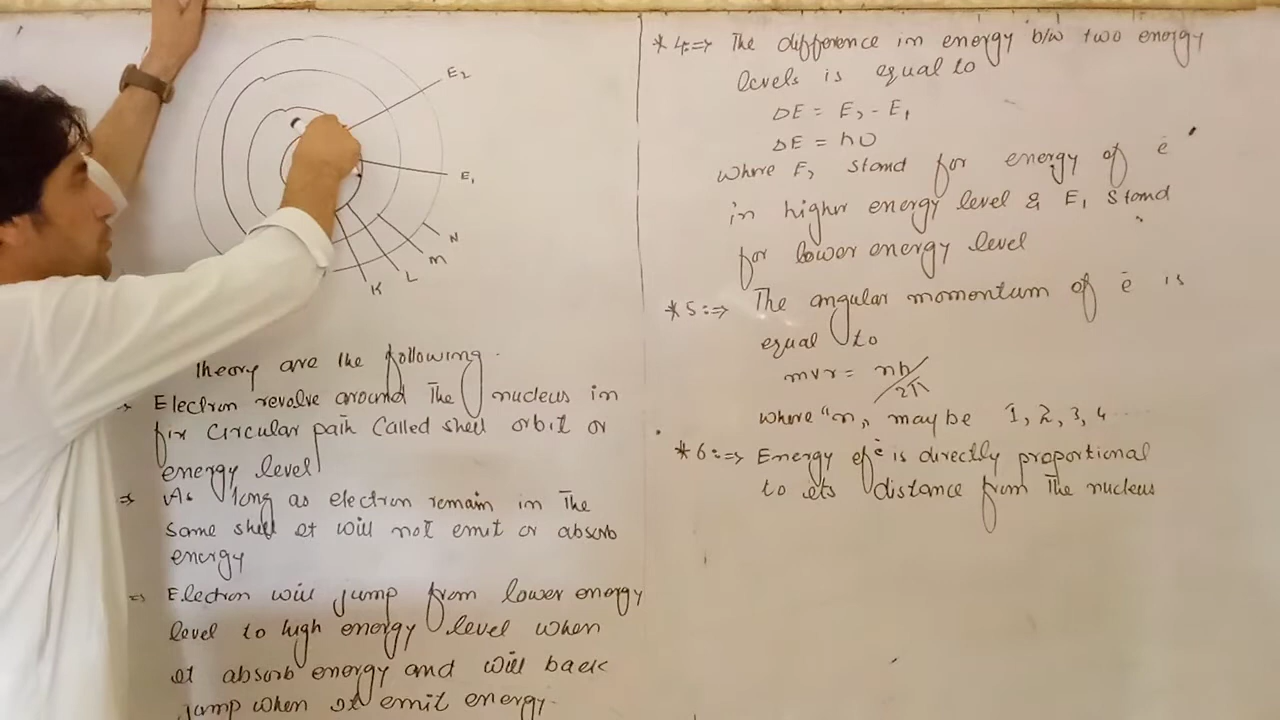 E2
E1
N
M
L
K
Theory are the following.
⇒ Electron revolve around The nucleus in
fix Circular path Called shell orbit or
energy level
⇒ As long as electron remain in The
same shell et will not emit or absorb
energy
⇒ Electron will jump from lower energy
level to high energy level when
et absorb energy and will back
jump when et emit energy.
*4:⇒ The difference in energy b/w two energy
levels is equal to
ΔE = E2 - E1
ΔE = hυ
where E2 stand for energy of ē
in higher energy level & E1 Stand
for lower energy level
*5:⇒ The angular momentum of ē is
equal to
mvr = nh/2π
where "n" may be 1, 2, 3, 4 ....
*6:⇒ Energy of ē is directly proportional
to ets distance from The nucleus